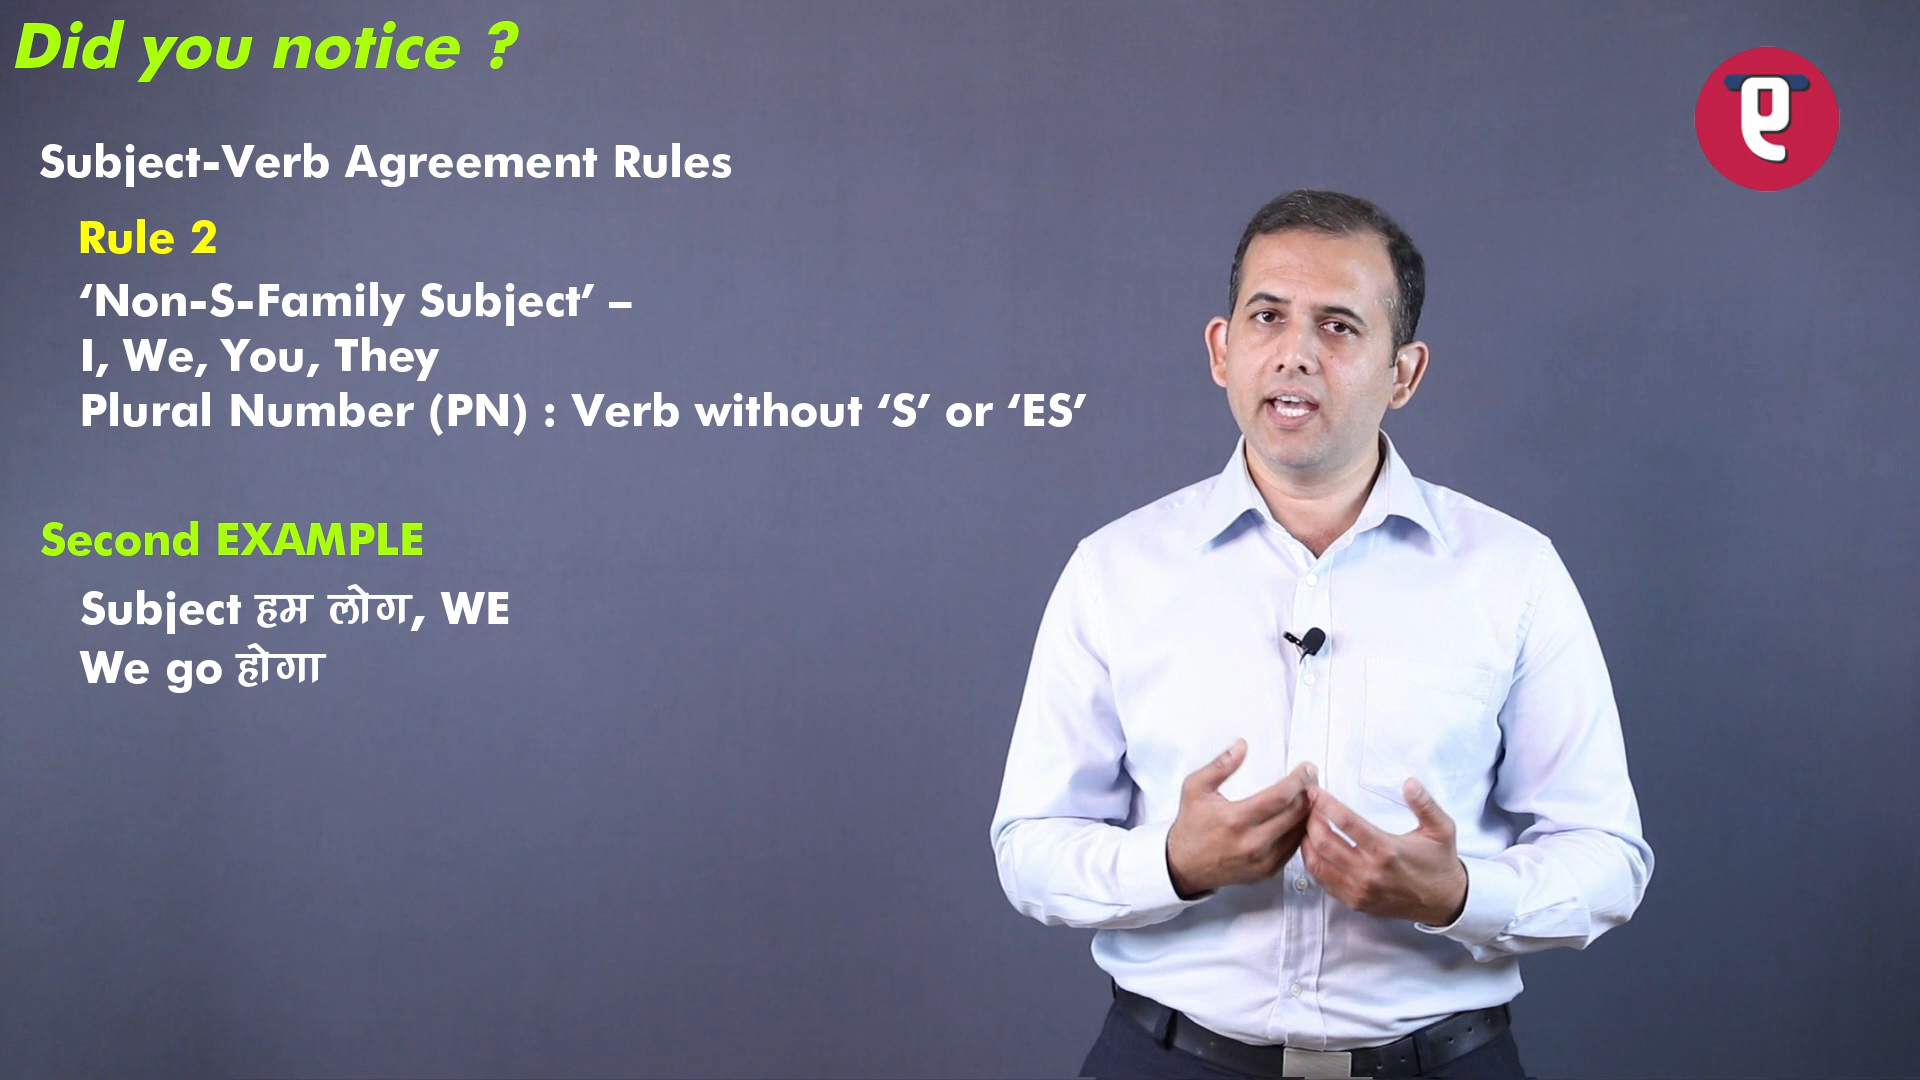 Did you notice ?
Subject-Verb Agreement Rules
Rule 2
‘Non-S-Family Subject’ –
I, We, You, They
Plural Number (PN) : Verb without ‘S’ or ‘ES’
Second EXAMPLE
Subject हम लोग, WE
We go होगा